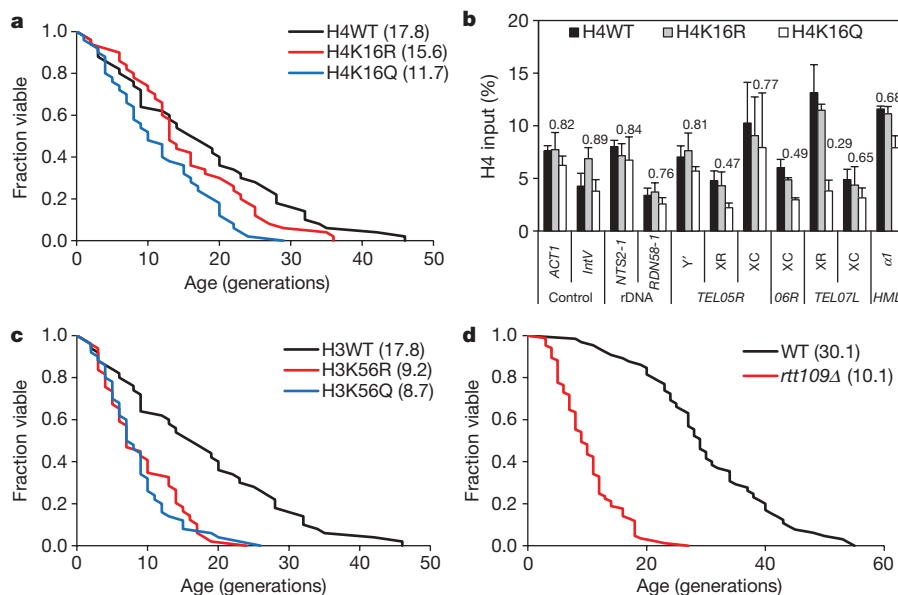 a
H4WT (17.8)
H4K16R (15.6)
H4K16Q (11.7)
Fraction viable
1.0
0.8
0.6
0.4
0.2
0.0
0 10 20 30 40 50
Age (generations)
b
H4WT H4K16R H4K16Q
H4 input (%)
20
15
10
5
0
0.82 0.89 0.84 0.76 0.81 0.47 0.77 0.49 0.29 0.65 0.68
ACT1 IntV NTS2-1 RDN58-1 Y′ XR XC XC XR XC α1
Control rDNA TEL05R 06R TEL07L HML
c
H3WT (17.8)
H3K56R (9.2)
H3K56Q (8.7)
Fraction viable
1.0
0.8
0.6
0.4
0.2
0.0
0 10 20 30 40 50
Age (generations)
d
WT (30.1)
rtt109Δ (10.1)
Fraction viable
1.0
0.8
0.6
0.4
0.2
0.0
0 20 40 60
Age (generations)